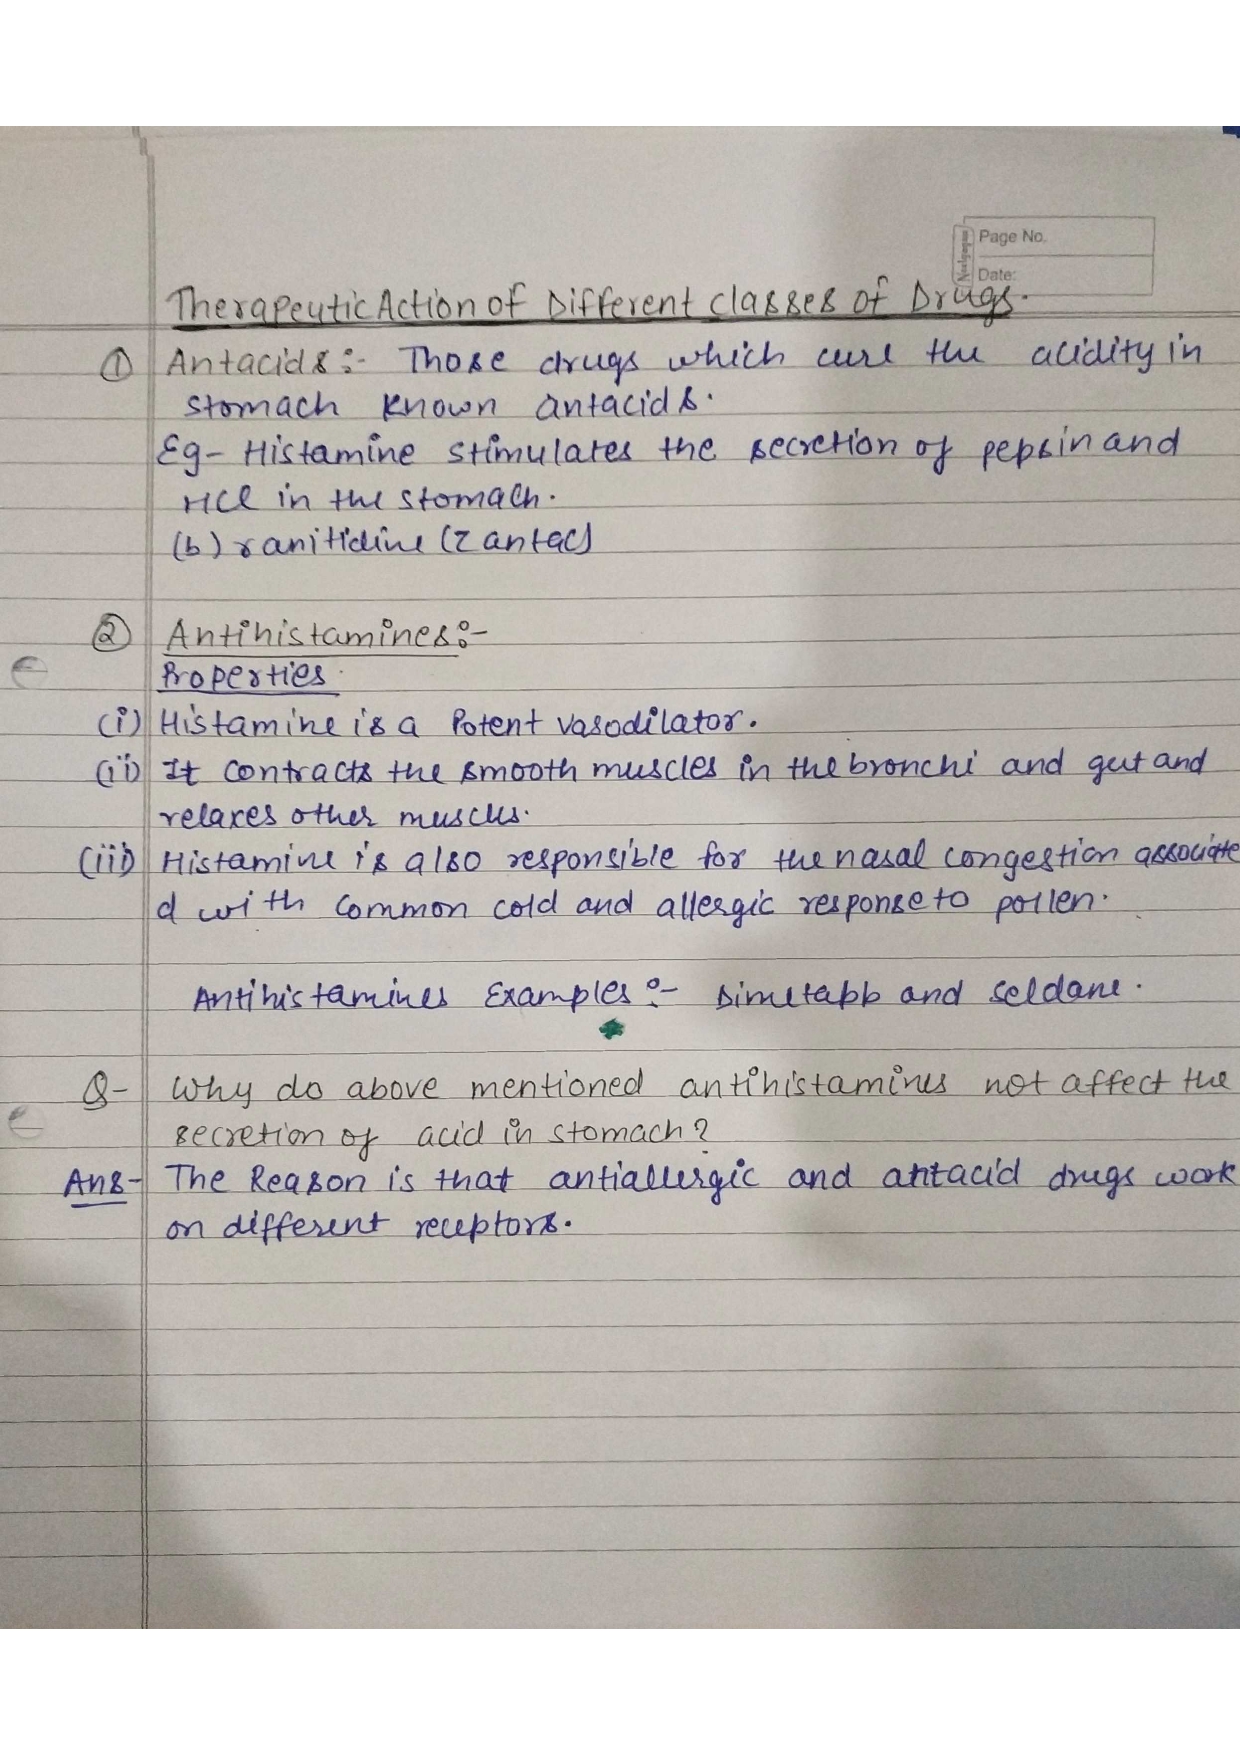 Page No.
Date:
Therapeutic Action of Different classes of Drugs.
① Antacids :- Those drugs which cure the acidity in
stomach known antacids.
Eg- Histamine stimulates the secretion of pepsin and
HCl in the stomach.
(b) ranitidine (Zantac)
② Antihistamines :-
Properties
(i) Histamine is a Potent vasodilator.
(ii) It contracts the smooth muscles in the bronchi and gut and
relaxes other muscles.
(iii) Histamine is also responsible for the nasal congestion associate
d with common cold and allergic response to pollen.
Antihistamines Examples :- Dimetapp and seldane.
Q- Why do above mentioned antihistamines not affect the
secretion of acid in stomach?
Ans- The Reason is that antiallergic and antacid drugs work
on different receptors.